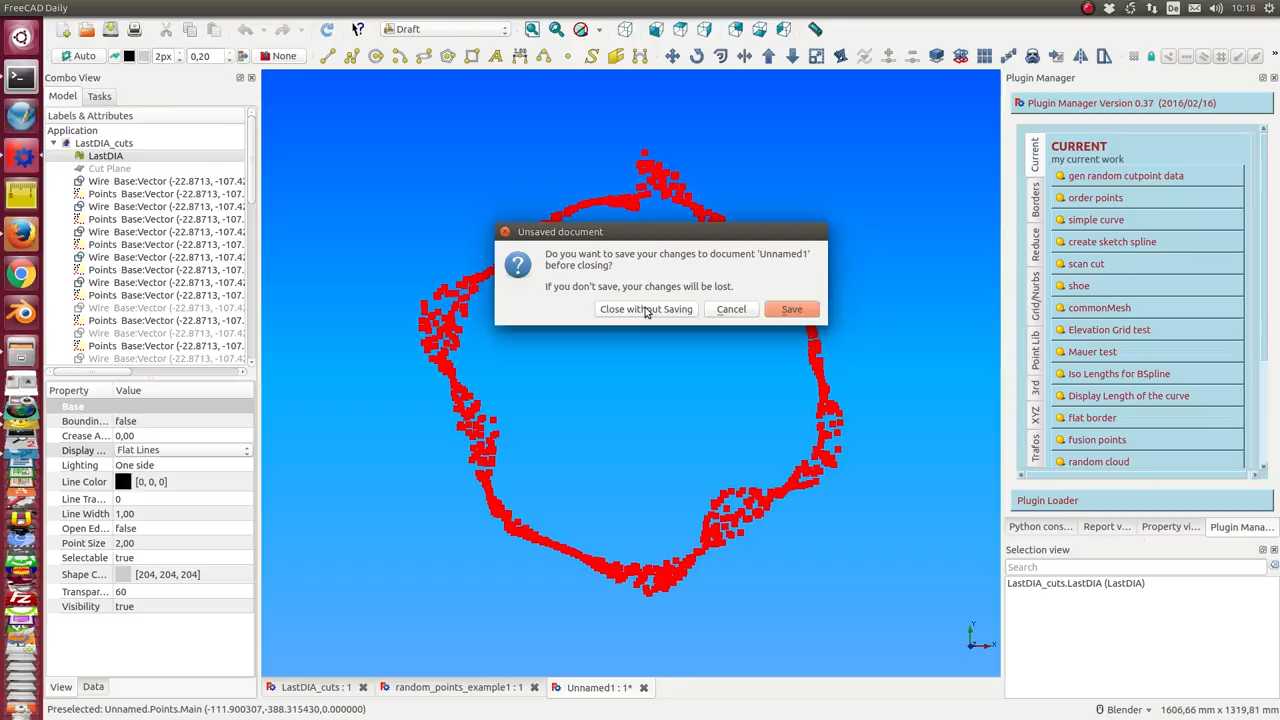 FreeCAD Daily
De
10:18
Draft
Auto
2px
0,20
None
Combo View
Model
Tasks
Labels & Attributes
Application
LastDIA_cuts
LastDIA
Cut Plane
Wire Base:Vector (-22.8713, -107.42
Points Base:Vector (-22.8713, -107.
Wire Base:Vector (-22.8713, -107.42
Points Base:Vector (-22.8713, -107.
Wire Base:Vector (-22.8713, -107.42
Points Base:Vector (-22.8713, -107.
Wire Base:Vector (-22.8713, -107.42
Points Base:Vector (-22.8713, -107.
Wire Base:Vector (-22.8713, -107.42
Points Base:Vector (-22.8713, -107.
Wire Base:Vector (-22.8713, -107.42
Points Base:Vector (-22.8713, -107.
Wire Base:Vector (-22.8713, -107.42
Points Base:Vector (-22.8713, -107.
Wire Base:Vector (-22.8713, -107.42
Property Value
Base
Boundin... false
Crease A... 0,00
Display ... Flat Lines
Lighting One side
Line Color [0, 0, 0]
Line Tra... 0
Line Width 1,00
Open Ed... false
Point Size 2,00
Selectable true
Shape C... [204, 204, 204]
Transpar... 60
Visibility true
View
Data
Unsaved document
Do you want to save your changes to document 'Unnamed1'
before closing?
If you don't save, your changes will be lost.
Close without Saving
Cancel
Save
Y
X
Z
LastDIA_cuts : 1
random_points_example1 : 1
Unnamed1 : 1*
Plugin Manager
Plugin Manager Version 0.37 (2016/02/16)
Current
Borders
Reduce
Grid/Nurbs
Point Lib
3rd
XYZ
Trafos
CURRENT
my current work
gen random cutpoint data
order points
simple curve
create sketch spline
scan cut
shoe
commonMesh
Elevation Grid test
Mauer test
Iso Lengths for BSpline
Display Length of the curve
flat border
fusion points
random cloud
Plugin Loader
Python cons...
Report v...
Property vi...
Plugin Mana...
Selection view
Search
LastDIA_cuts.LastDIA (LastDIA)
Preselected: Unnamed.Points.Main (-111.900307,-388.315430,0.000000)
Blender
1606,66 mm x 1319,81 mm